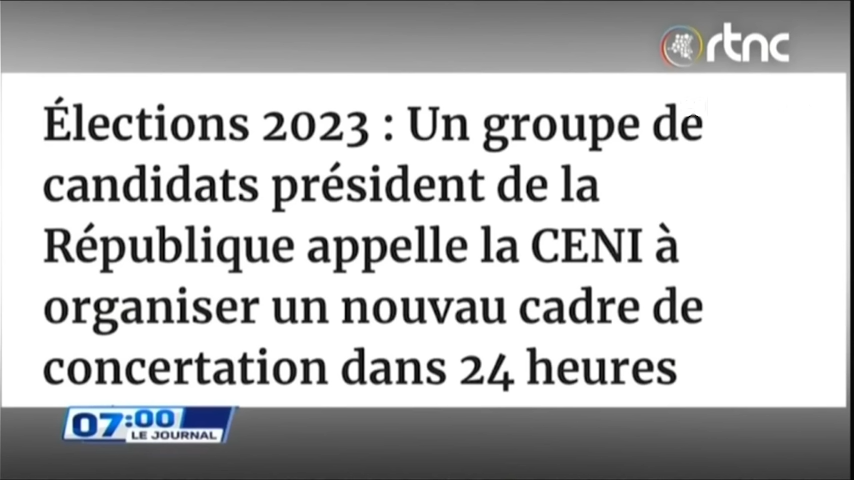 rtnc
Élections 2023 : Un groupe de
candidats président de la
République appelle la CENI à
organiser un nouvau cadre de
concertation dans 24 heures
07:00
LE JOURNAL